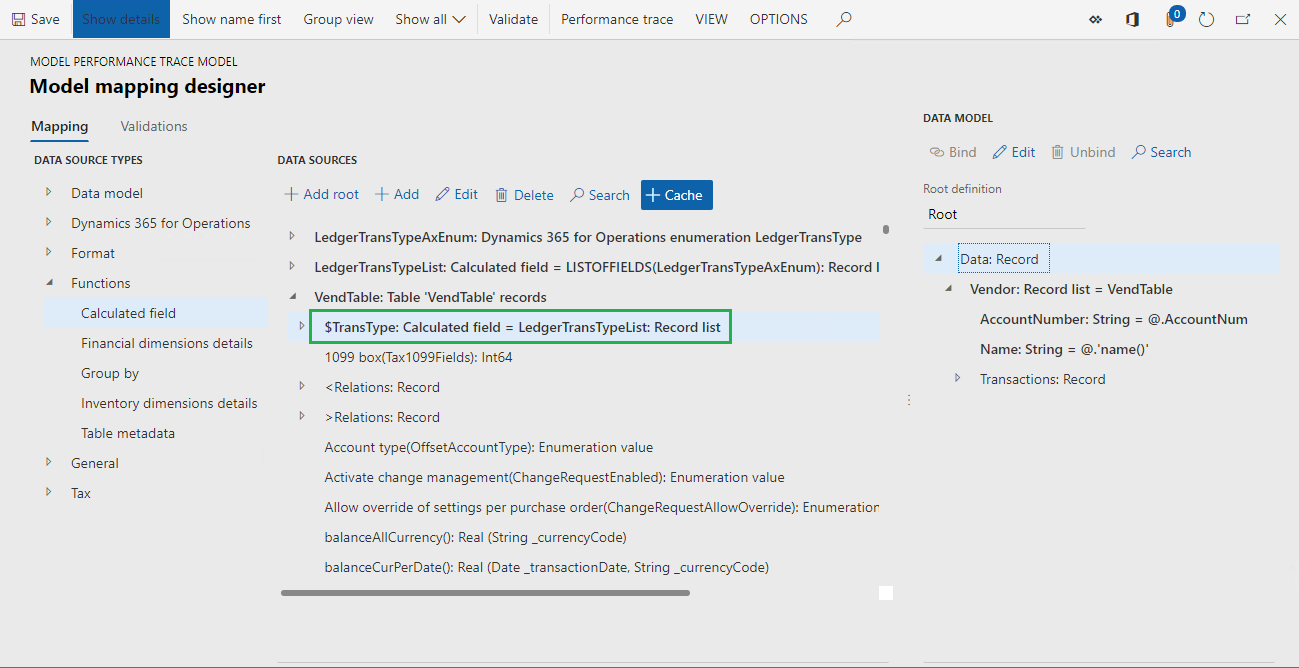 Save Show details Show name first Group view Show all Validate Performance trace VIEW OPTIONS 0
MODEL PERFORMANCE TRACE MODEL
Model mapping designer
Mapping Validations
DATA SOURCE TYPES
Data model
Dynamics 365 for Operations
Format
Functions
Calculated field
Financial dimensions details
Group by
Inventory dimensions details
Table metadata
General
Tax
DATA SOURCES
+ Add root + Add Edit Delete Search + Cache
LedgerTransTypeAxEnum: Dynamics 365 for Operations enumeration LedgerTransType
LedgerTransTypeList: Calculated field = LISTOFFIELDS(LedgerTransTypeAxEnum): Record l
VendTable: Table 'VendTable' records
$TransType: Calculated field = LedgerTransTypeList: Record list
1099 box(Tax1099Fields): Int64
<Relations: Record
>Relations: Record
Account type(OffsetAccountType): Enumeration value
Activate change management(ChangeRequestEnabled): Enumeration value
Allow override of settings per purchase order(ChangeRequestAllowOverride): Enumeration
balanceAllCurrency(): Real (String _currencyCode)
balanceCurPerDate(): Real (Date _transactionDate, String _currencyCode)
DATA MODEL
Bind Edit Unbind Search
Root definition
Root
Data: Record
Vendor: Record list = VendTable
AccountNumber: String = @.AccountNum
Name: String = @.'name()'
Transactions: Record